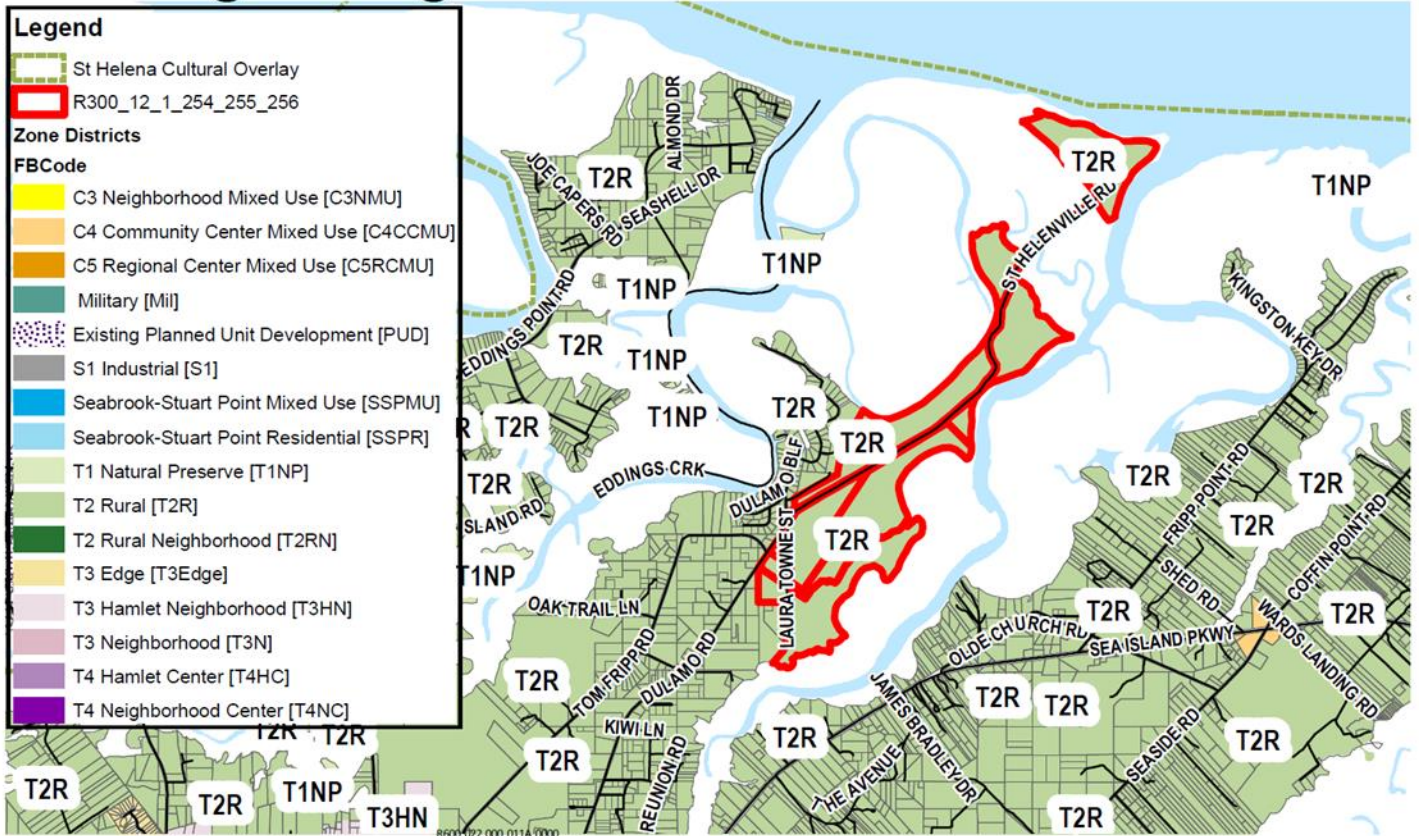 Legend
St Helena Cultural Overlay
R300_12_1_254_255_256
Zone Districts
FBCode
C3 Neighborhood Mixed Use [C3NMU]
C4 Community Center Mixed Use [C4CCMU]
C5 Regional Center Mixed Use [C5RCMU]
Military [Mil]
Existing Planned Unit Development [PUD]
S1 Industrial [S1]
Seabrook-Stuart Point Mixed Use [SSPMU]
Seabrook-Stuart Point Residential [SSPR]
T1 Natural Preserve [T1NP]
T2 Rural [T2R]
T2 Rural Neighborhood [T2RN]
T3 Edge [T3Edge]
T3 Hamlet Neighborhood [T3HN]
T3 Neighborhood [T3N]
T4 Hamlet Center [T4HC]
T4 Neighborhood Center [T4NC]
ALMOND DR
JOE CAPERS RD
T2R
SEASHELL DR
T2R
ST HELENVILLE RD
T1NP
T1NP
T1NP
EDDINGS POINT RD
T2R
T1NP
KINGSTON KEY DR
T1NP
T2R
T2R
T2R
EDDINGS CRK
DULAMO BLF
T2R
T2R
FRIPP POINT RD
T2R
ISLAND RD
LAURA TOWNE ST
T2R
T2R
COFFIN POINT RD
T1NP
SHED RD
OAK TRAIL LN
T2R
WARDS LANDING RD
T2R
OLDE CHURCH RD
SEA ISLAND PKWY
TOM FRIPP RD
DULAMO RD
T2R
JAMES BRADLEY DR
T2R
T2R
KIWI LN
T2R
T2R
T2R
T2R
REUNION RD
THE AVENUE
SEASIDE RD
T2R
T2R
T2R
T1NP
T3HN
T2R